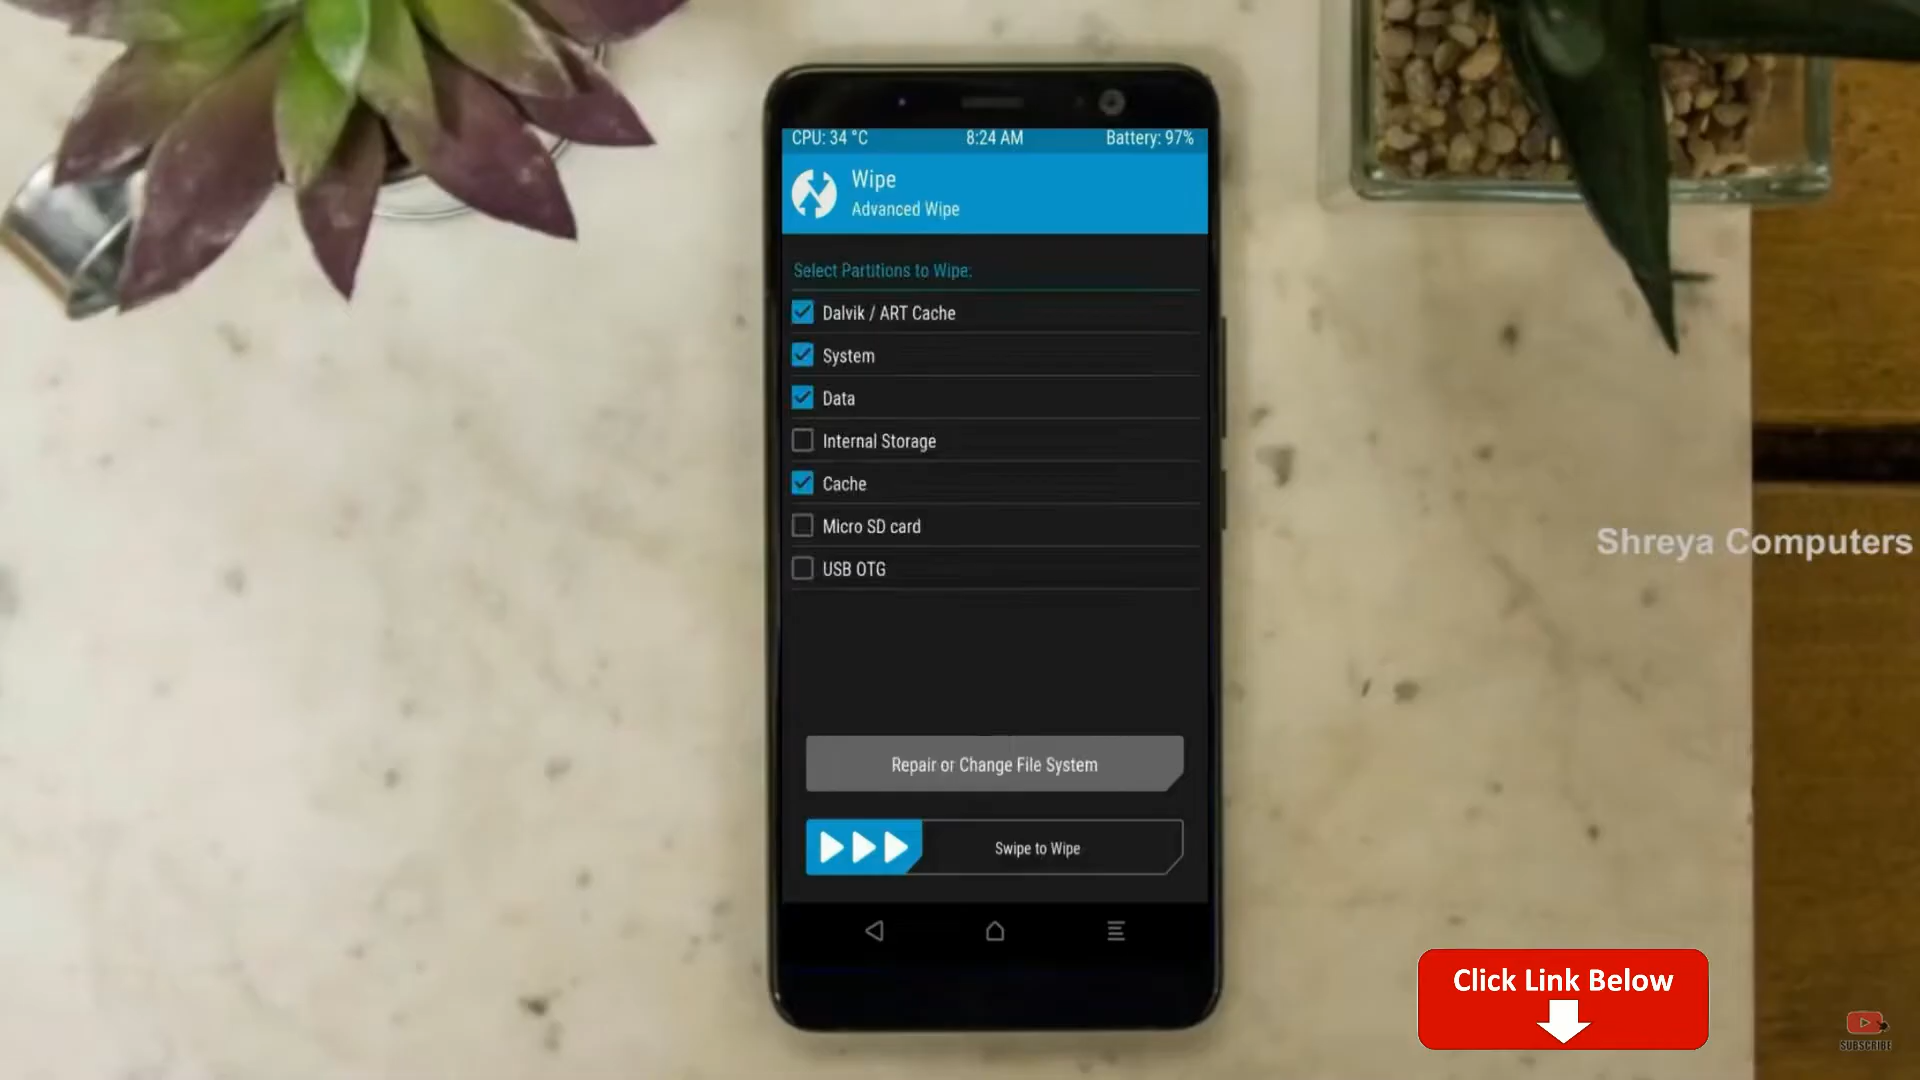 CPU: 34 °C 8:24 AM Battery: 97%
Wipe
Advanced Wipe
Select Partitions to Wipe:
Dalvik / ART Cache
System
Data
Internal Storage
Cache
Micro SD card
USB OTG
Shreya Computers
Repair or Change File System
Swipe to Wipe
Click Link Below
SUBSCRIBE